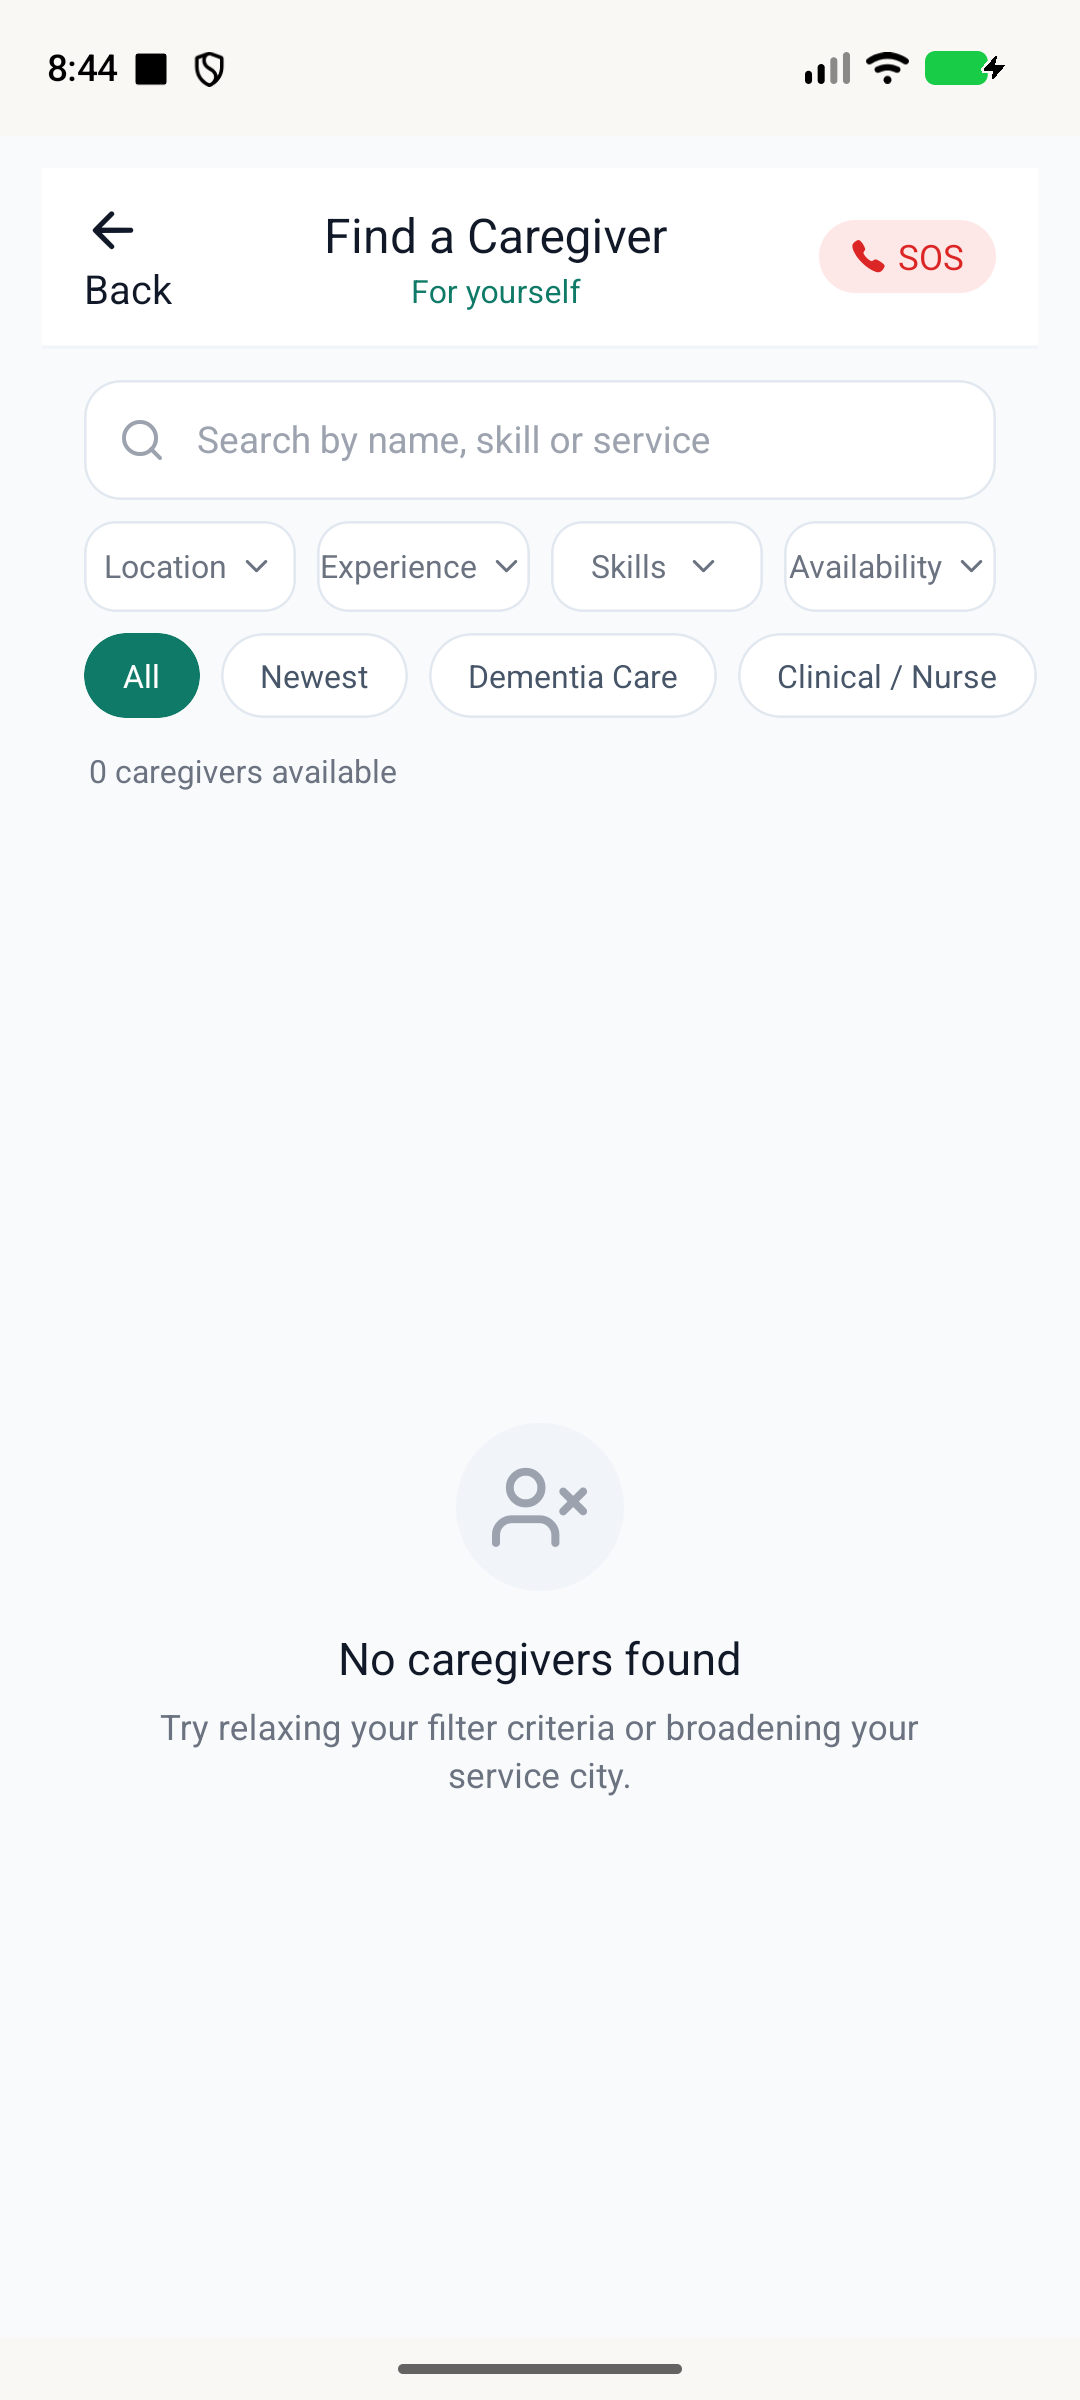 8:44
Back
Find a Caregiver
For yourself
SOS
Search by name, skill or service
Location
Experience
Skills
Availability
All
Newest
Dementia Care
Clinical / Nurse
0 caregivers available
No caregivers found
Try relaxing your filter criteria or broadening your
service city.